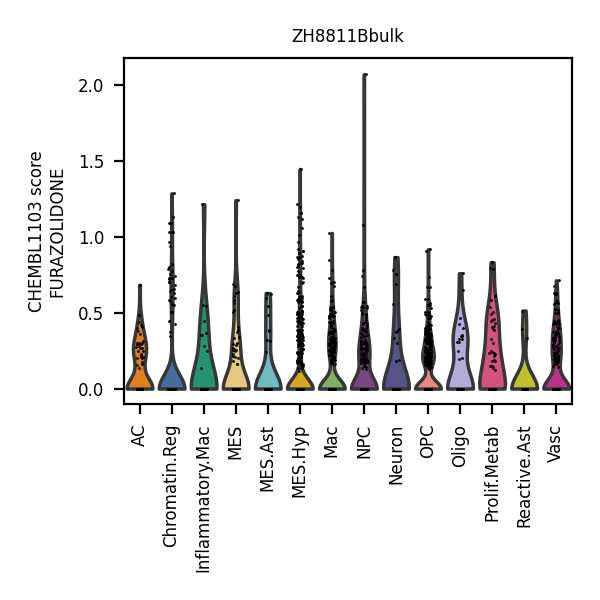 ZH8811Bbulk
CHEMBL1103 score
FURAZOLIDONE
2.0
1.5
1.0
0.5
0.0
AC
Chromatin.Reg
Inflammatory.Mac
MES
MES.Ast
MES.Hyp
Mac
NPC
Neuron
OPC
Oligo
Prolif.Metab
Reactive.Ast
Vasc